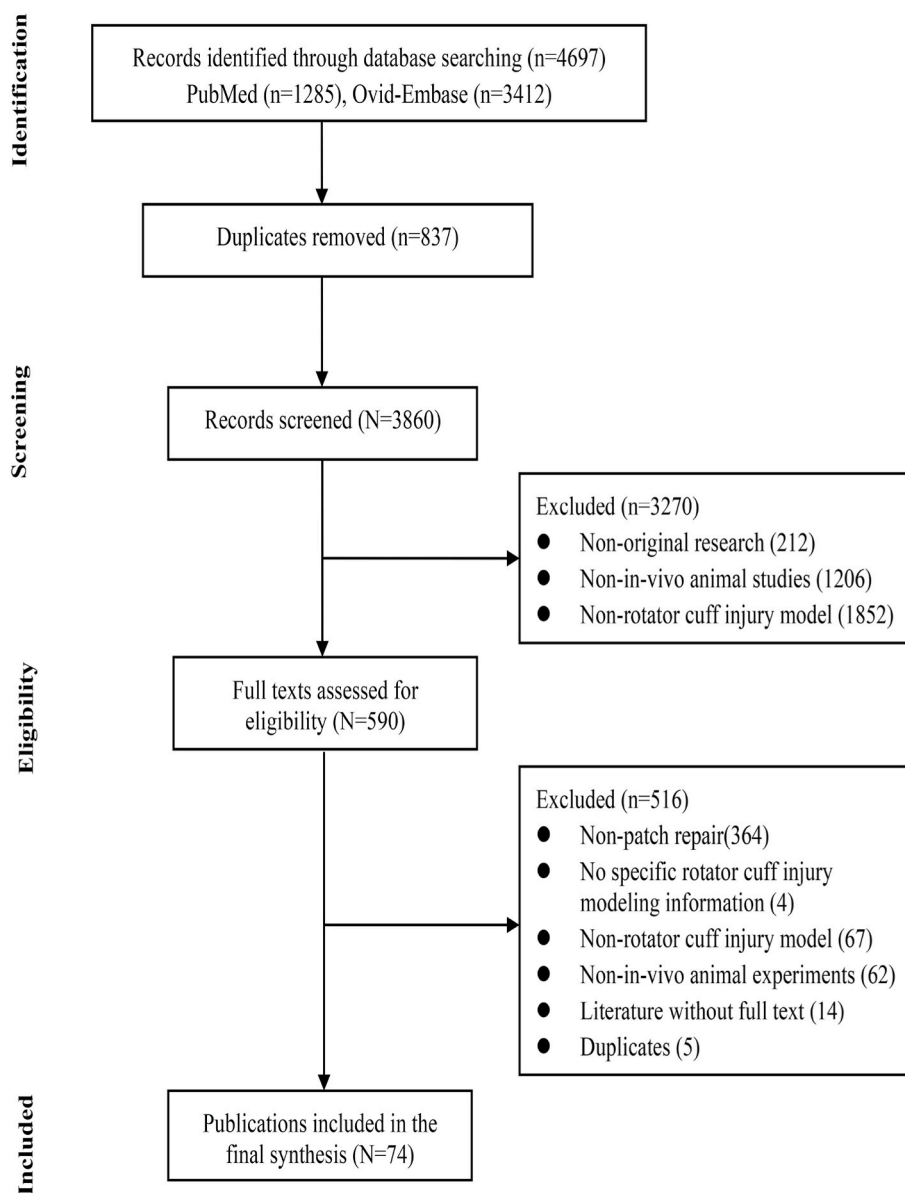 Identification
Records identified through database searching (n=4697)
PubMed (n=1285), Ovid-Embase (n=3412)
Duplicates removed (n=837)
Screening
Records screened (N=3860)
Excluded (n=3270)
● Non-original research (212)
● Non-in-vivo animal studies (1206)
● Non-rotator cuff injury model (1852)
Eligibility
Full texts assessed for
eligibility (N=590)
Excluded (n=516)
● Non-patch repair(364)
● No specific rotator cuff injury
modeling information (4)
● Non-rotator cuff injury model (67)
● Non-in-vivo animal experiments (62)
● Literature without full text (14)
● Duplicates (5)
Included
Publications included in the
final synthesis (N=74)